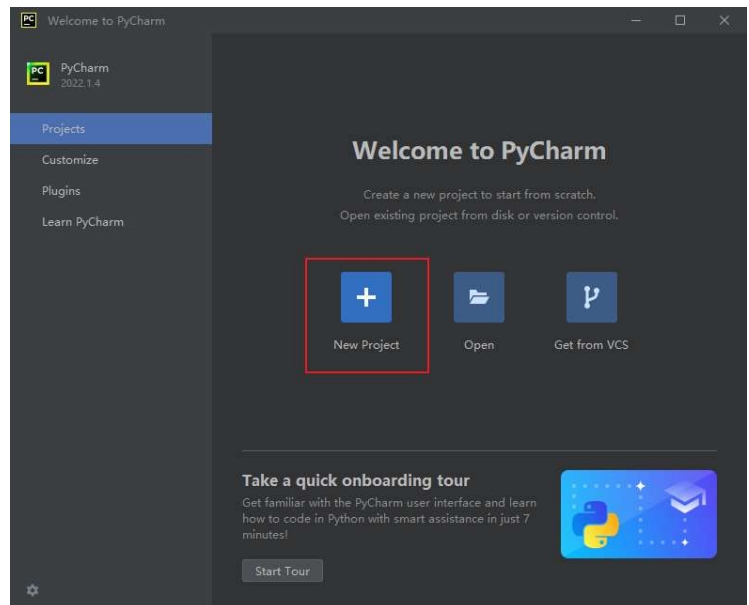 PC Welcome to PyCharm
PC PyCharm
2022.1.4
Projects
Customize
Plugins
Learn PyCharm
Welcome to PyCharm
Create a new project to start from scratch.
Open existing project from disk or version control.
New Project
Open
Get from VCS
Take a quick onboarding tour
Get familiar with the PyCharm user interface and learn
how to code in Python with smart assistance in just 7
minutes!
Start Tour